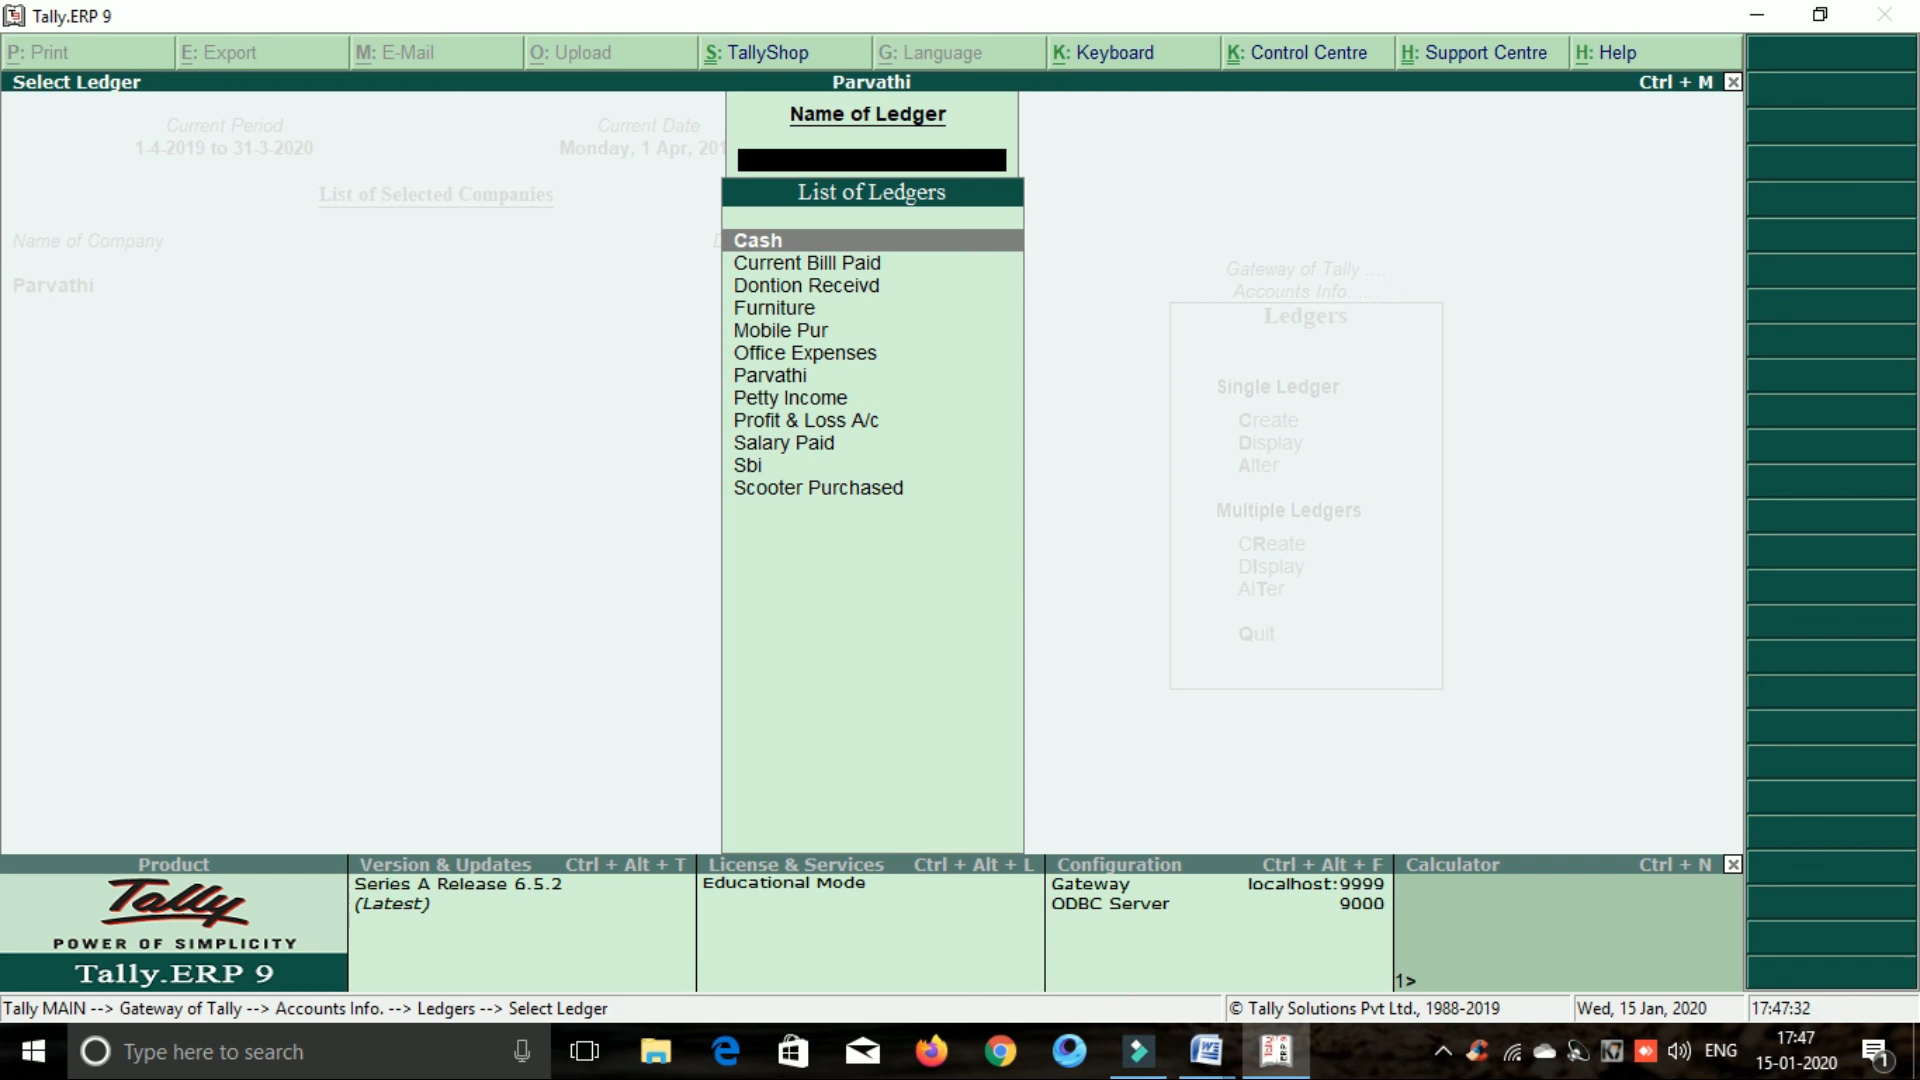 Tally.ERP 9
P: Print
E: Export
M: E-Mail
O: Upload
S: TallyShop
G: Language
K: Keyboard
K: Control Centre
H: Support Centre
H: Help
Select Ledger
Parvathi
Ctrl + M
Current Period
1-4-2019 to 31-3-2020
Current Date
Monday, 1 Apr, 201
List of Selected Companies
Name of Company
D
Parvathi
Name of Ledger
List of Ledgers
Cash
Current Billl Paid
Dontion Receivd
Furniture
Mobile Pur
Office Expenses
Parvathi
Petty Income
Profit & Loss A/c
Salary Paid
Sbi
Scooter Purchased
Gateway of Tally ....
Accounts Info. ....
Ledgers
Single Ledger
Create
Display
Alter
Multiple Ledgers
CReate
DIsplay
AlTer
Quit
Product
Tally
POWER OF SIMPLICITY
Tally.ERP 9
Version & Updates Ctrl + Alt + T
Series A Release 6.5.2
(Latest)
License & Services Ctrl + Alt + L
Educational Mode
Configuration Ctrl + Alt + F
Gateway localhost:9999
ODBC Server 9000
Calculator Ctrl + N
1>
Tally MAIN --> Gateway of Tally --> Accounts Info. --> Ledgers --> Select Ledger
© Tally Solutions Pvt Ltd., 1988-2019
Wed, 15 Jan, 2020
17:47:32
Type here to search
ENG
17:47
15-01-2020
1